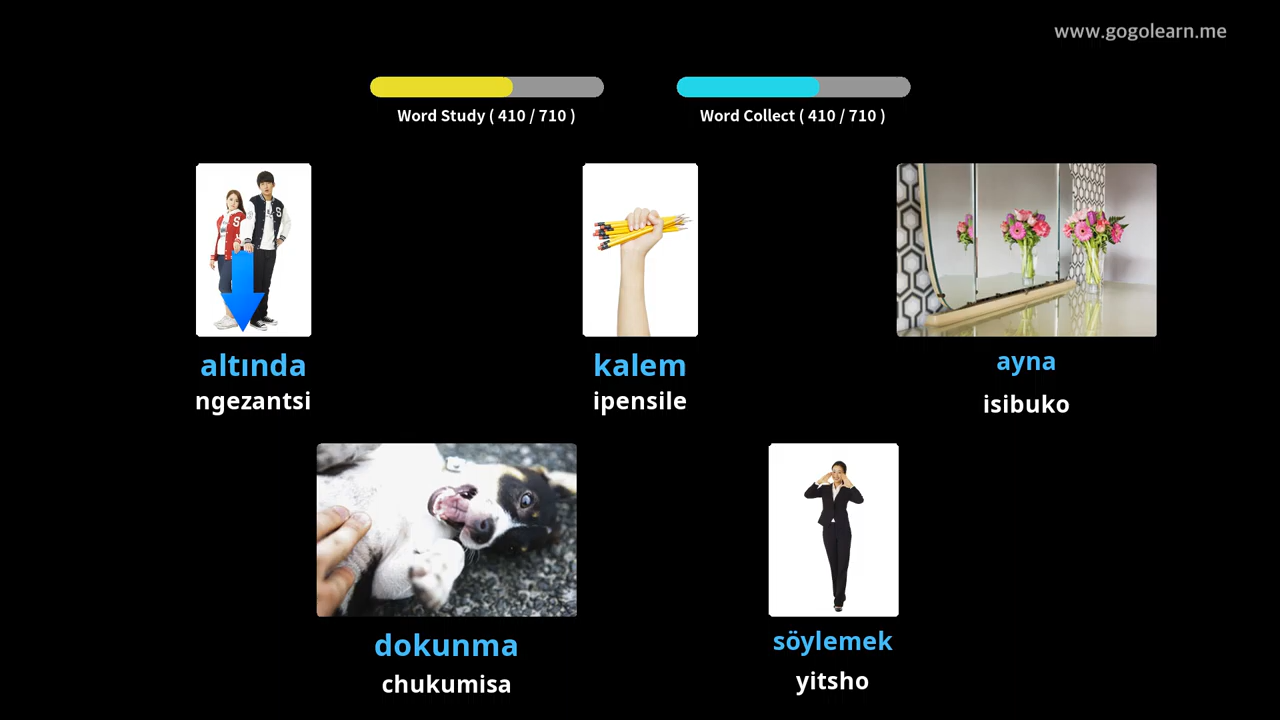 www.gogolearn.me
Word Study ( 410 / 710 )
Word Collect ( 410 / 710 )
S
S
altında
ngezantsi
kalem
ipensile
ayna
isibuko
dokunma
chukumisa
söylemek
yitsho